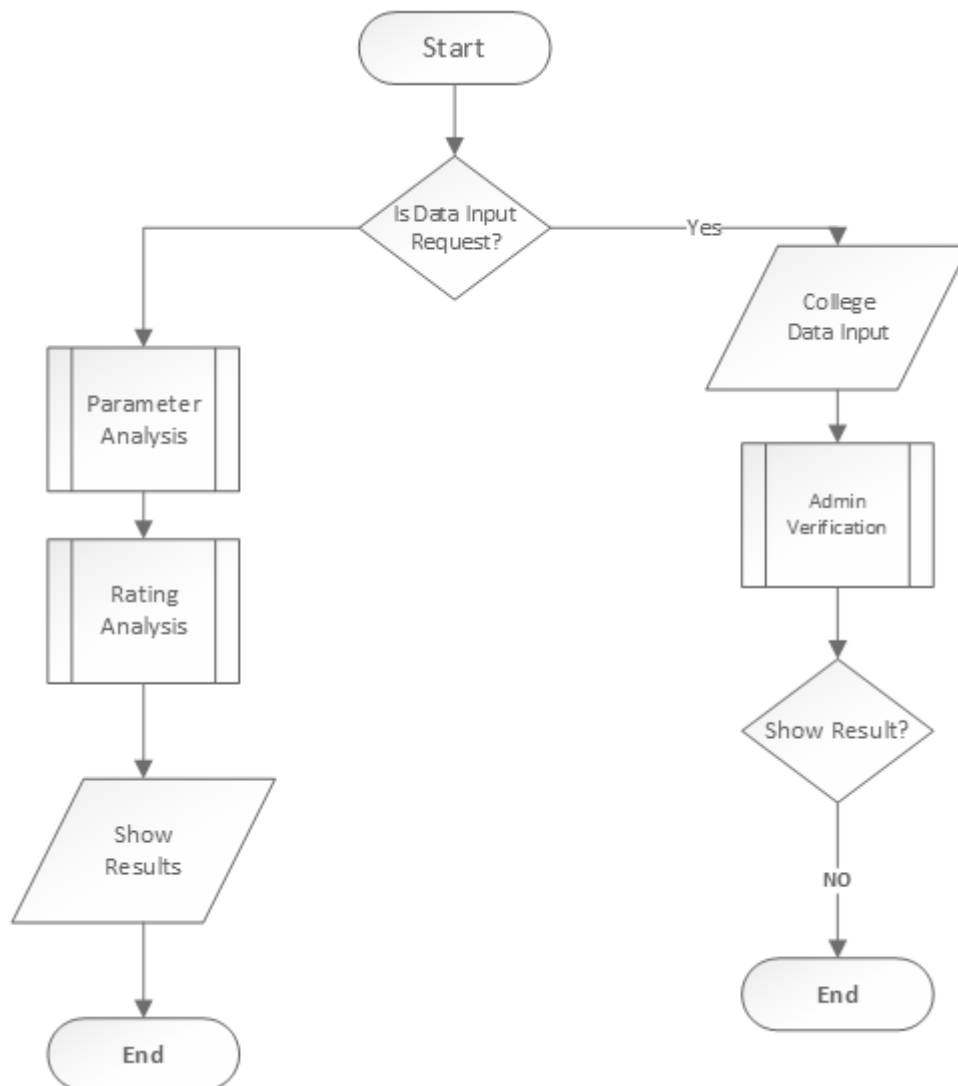 Start
Is Data Input
Request?
Yes
College
Data Input
Parameter
Analysis
Admin
Verification
Rating
Analysis
Show Result?
Show
Results
NO
End
End